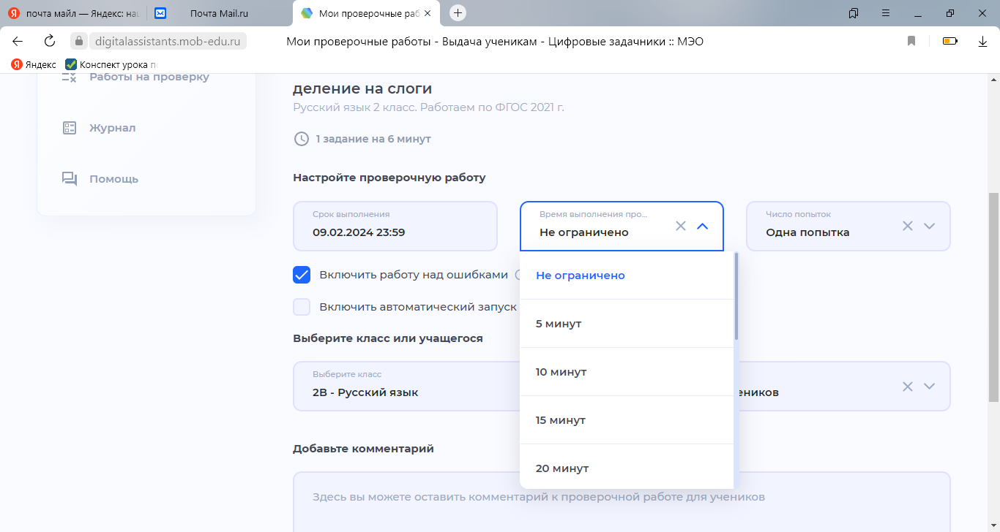 почта майл — Яндекс: на
Почта Mail.ru
Мои проверочные раб
digitalassistants.mob-edu.ru
Мои проверочные работы - Выдача ученикам - Цифровые задачники :: МЭО
Яндекс
Конспект урока
Работы на проверку
Журнал
Помощь
деление на слоги
Русский язык 2 класс. Работаем по ФГОС 2021 г.
1 задание на 6 минут
Настройте проверочную работу
Срок выполнения
09.02.2024 23:59
Время выполнения про...
Не ограничено
Число попыток
Одна попытка
Не ограничено
5 минут
10 минут
15 минут
20 минут
Включить работу над ошибками
Включить автоматический запуск
Выберите класс или учащегося
Выберите класс
2В - Русский язык
еников
Добавьте комментарий
Здесь вы можете оставить комментарий к проверочной работе для учеников